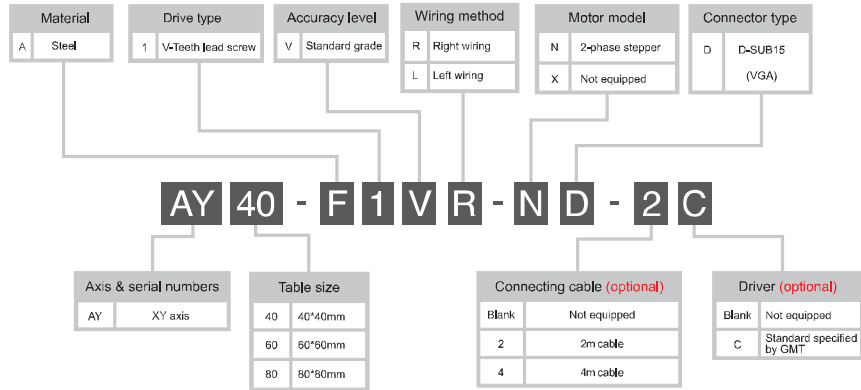 Material
A Steel
Drive type
1 V-Teeth lead screw
Accuracy level
V Standard grade
Wiring method
R Right wiring
L Left wiring
Motor model
N 2-phase stepper
X Not equipped
Connector type
D D-SUB15
(VGA)
AY 40 - F 1 V R - N D - 2 C
Axis & serial numbers
AY XY axis
Table size
40 40*40mm
60 60*60mm
80 80*80mm
Connecting cable (optional)
Blank Not equipped
2 2m cable
4 4m cable
Driver (optional)
Blank Not equipped
C Standard specified
by GMT